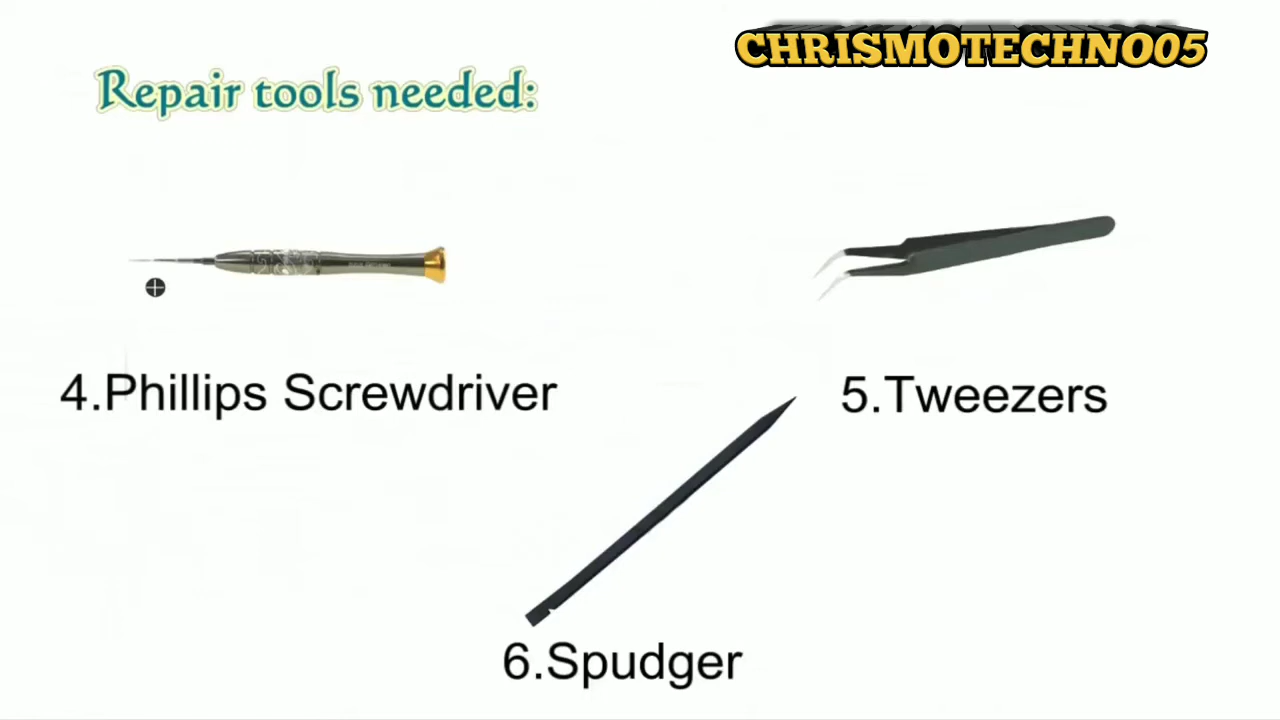 CHRISMOTECHNO05
Repair tools needed:
4.Phillips Screwdriver
5.Tweezers
6.Spudger